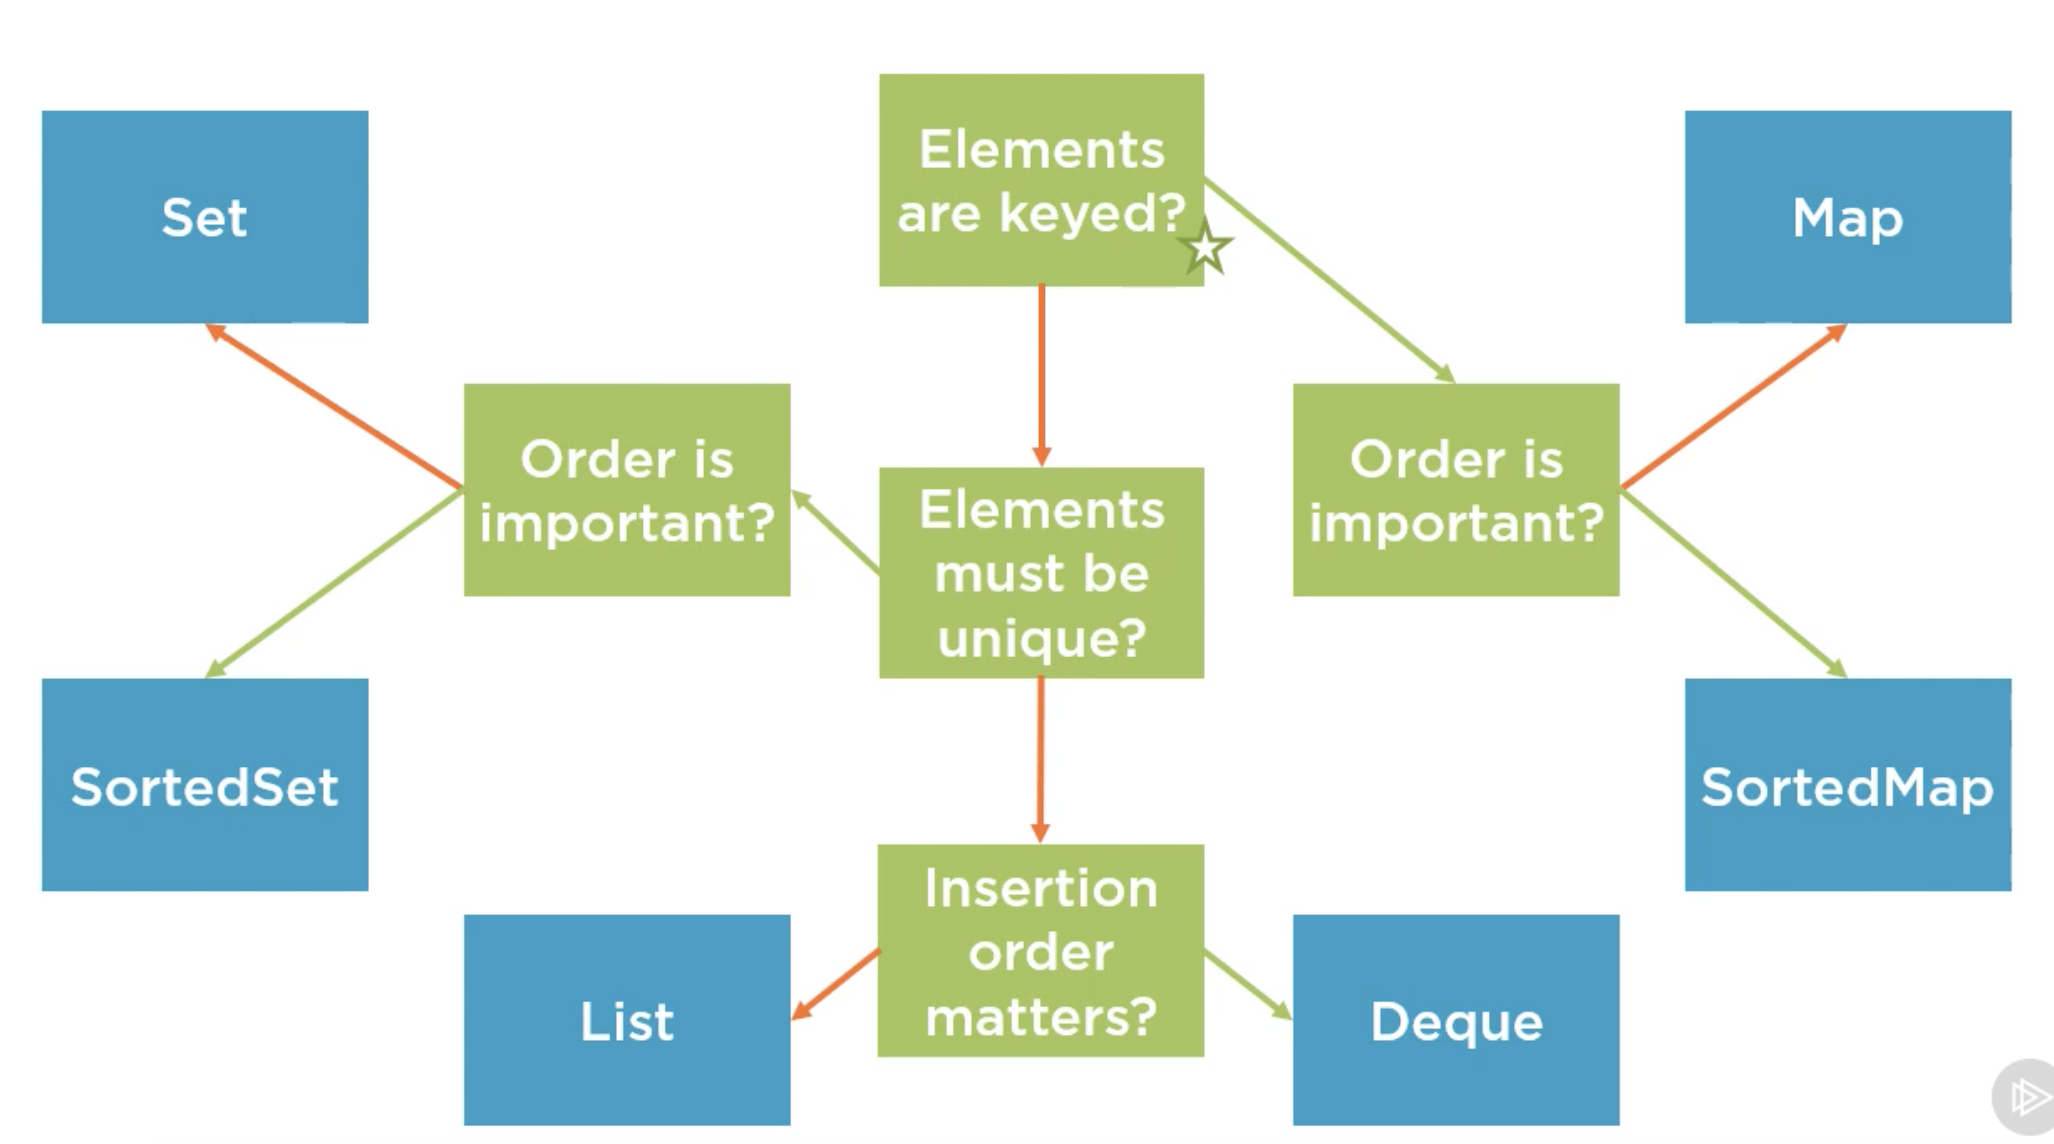 Elements
are keyed?
Set
Map
Order is
important?
Order is
important?
Elements
must be
unique?
SortedSet
SortedMap
Insertion
order
matters?
List
Deque